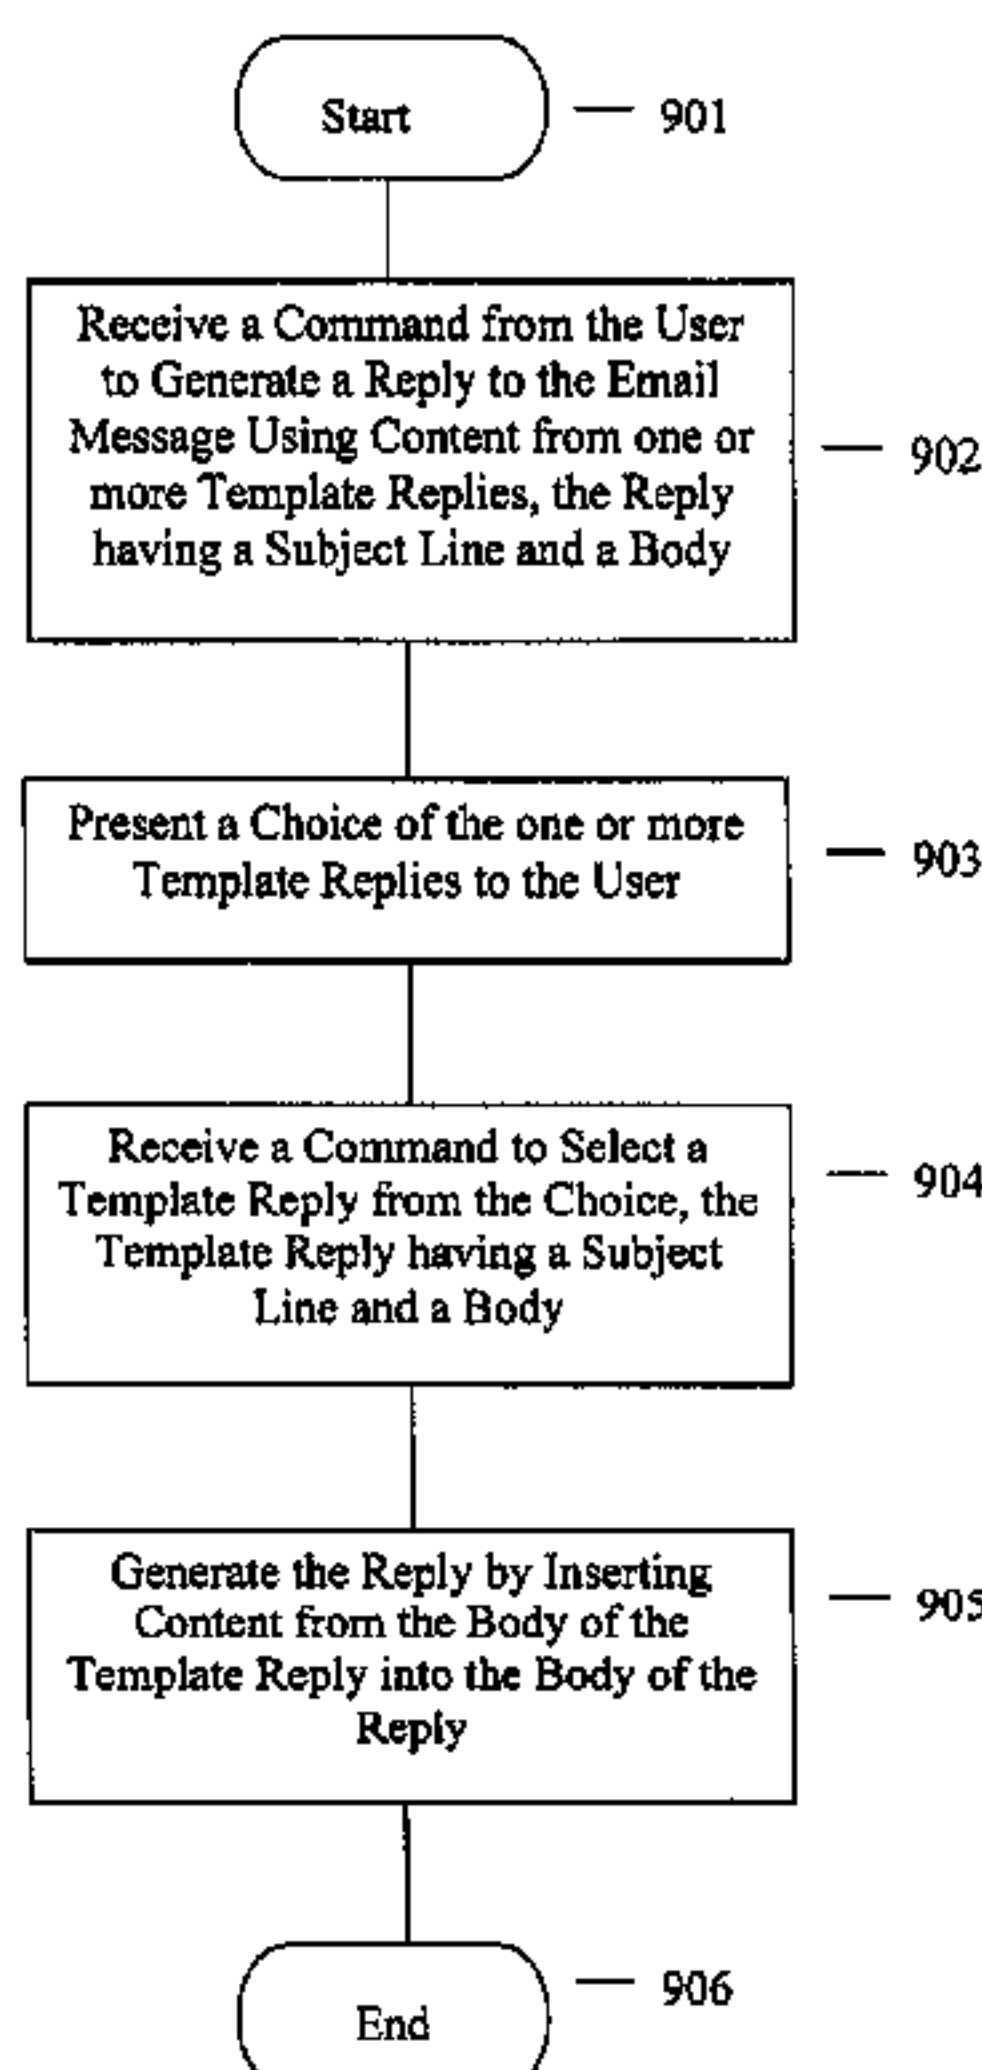 Start
901
Receive a Command from the User
to Generate a Reply to the Email
Message Using Content from one or
more Template Replies, the Reply
having a Subject Line and a Body
902
Present a Choice of the one or more
Template Replies to the User
903
Receive a Command to Select a
Template Reply from the Choice, the
Template Reply having a Subject
Line and a Body
904
Generate the Reply by Inserting
Content from the Body of the
Template Reply into the Body of the
Reply
905
End
906